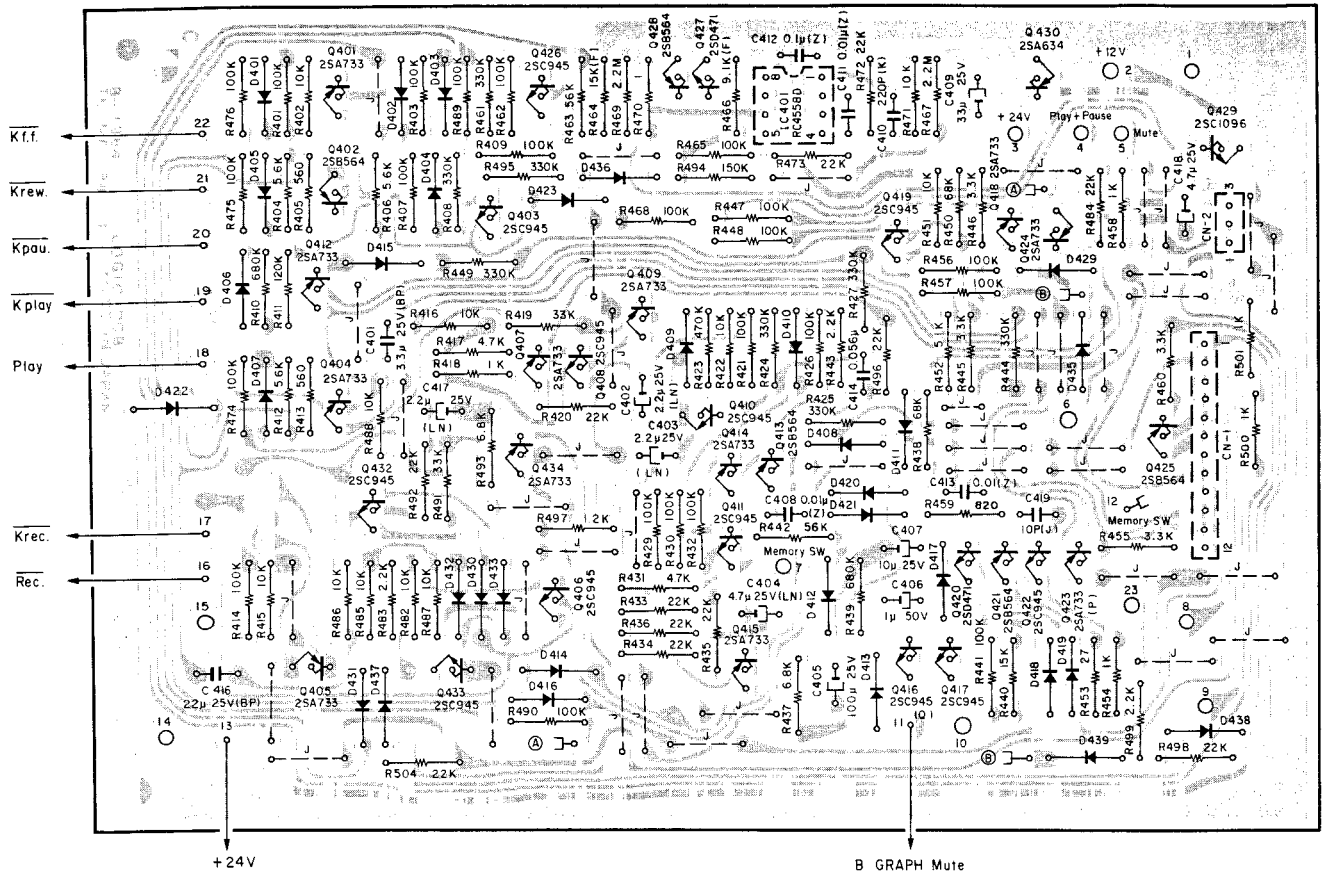 Q401
2SA733
Q426
2SC945
Q428
2SB564
Q427
2SD471
C412 0.1μ(Z)
C411 0.01μ(Z)
R472 22K
220P(K)
C410
Q430
2SA634
+12V
2
1
R476 100K
D401
R401 100K
R402 10K
D402
R403 100K
D403
R489 100K
R461 330K
R462 100K
R463 56K
R464 15K(F)
R469 2.2M
R470
R466 9.1K(F)
8
5
4
C401
RC4558D
R471 10K
R467 2.2M
C409
33μ 25V
+24V
3
Play+Pause
4
5
Mute
Q429
2SC1096
Kf.f.
22
Q402
2SB564
R409 100K
R495 330K
J
D436
R465 100K
R494 150K
R473 22K
J
C418
4.7μ 25V
3
CN-2
Krew.
21
R475 100K
D405
R404 5.6K
R405 560
R406 5.6K
R407 100K
D404
R408 330K
Q403
2SC945
D423
R468 100K
R447 100K
R448 100K
Q419
2SC945
R451 10K
R450 68K
R446 3.3K
Q418 2SA733
A
Q424
2SA733
R484 22K
R458 1K
J
Kpau.
20
Q412
2SA733
D415
R449 330K
D406
R410 680K
R411 120K
Q409
2SA733
R427 330K
R456 100K
R457 100K
D429
B
J
Kplay
19
C401
33μ 25V(BP)
R416 10K
R419 33K
R417 4.7K
R418 1K
Q407
2SA733
Q408 2SC945
D409
R423 470K
R422 10K
R421 100K
R424 330K
D410
R426 100K
R443 2.2K
C414 0.056μ
R496 22K
R452 5.1K
R445 3.3K
R444 330K
D435
R460 3.3K
R501 1K
Play
18
D422
R474 100K
D407
R412 5.6K
R413 560
Q404
2SA733
R488 10K
C417
2.2μ 25V
(LN)
R420 22K
C402
2.2μ 25V
(LN)
C403
2.2μ25V
(LN)
Q410
2SC945
Q414
2SA733
Q413
2SB564
R425
330K
D408
D411
R438 68K
6
Q425
2SB564
R500 1K
CN-1
Q432
2SC945
R492 22K
R491 33K
R493 6.8K
Q434
2SA733
C408 0.01μ
(Z)
D420
D421
C413 0.01(Z)
R459 820
C419
10P(J)
12
Memory SW
R455 3.3K
12
Krec.
17
R497 2K
R429 100K
R430 100K
R432 100K
Q411
2SC945
R442 56K
Memory SW
7
C407
10μ 25V
C406
1μ 50V
D417
Q420
2SD471
Q421
2SB564
Q422
2SC945
Q423
2SA733
(P)
23
8
Rec.
16
15
R414 100K
R415 10K
R486 10K
R485 10K
R483 2.2K
R482 10K
R487 10K
D432
D430
D433
Q406
2SC945
R431 4.7K
R433 22K
R436 22K
R434 22K
C404
4.7μ 25V(LN)
R435 22K
Q415
2SA733
D412
R439 680K
C416
22μ 25V(BP)
Q405
2SA733
D431
D437
Q433
2SC945
D414
D416
R490 100K
A
R437 6.8K
C405
100μ 25V
D413
Q416
2SC945
(Q)
Q417
2SC945
R441 100K
R440 15K
D418
D419
R453 27
R454 1K
R499 2.2K
9
D438
R498 22K
14
13
R504 22K
11
10
B
D439
+24V
B GRAPH Mute